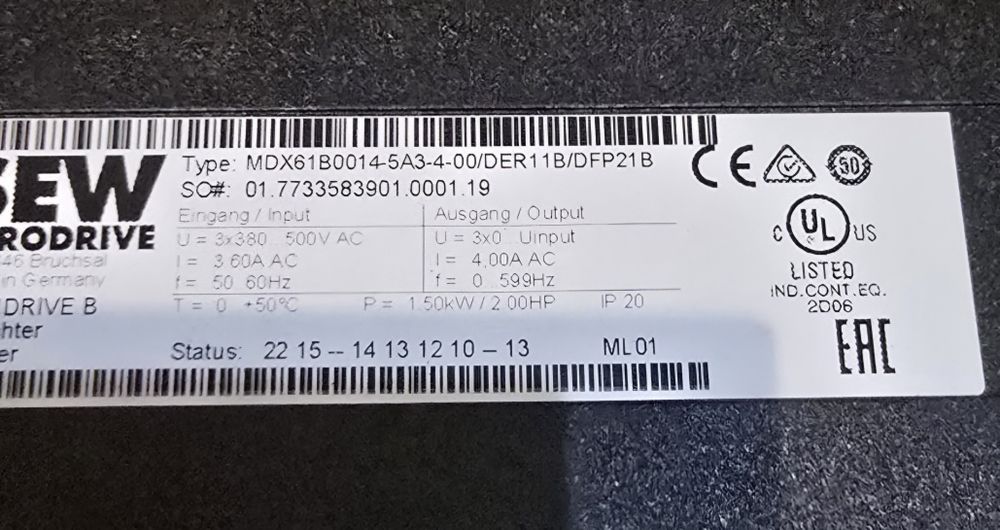 SEW
RODRIVE
46 Bruchsal
in Germany
DRIVE B
hter
er
Type: MDX61B0014-5A3-4-00/DER11B/DFP21B
SO#: 01.7733583901.0001.19
Eingang / Input
U = 3x380...500V AC
I = 3.60A AC
f = 50...60Hz
T = 0...+50°C
Ausgang / Output
U = 3x0...Uinput
I = 4,00A AC
f = 0...599Hz
P = 1.50kW / 2.00HP
IP 20
Status: 22 15 -- 14 13 12 10 - 13
ML 01
CE
50
C UL US
LISTED
IND.CONT.EQ.
2D06
EAC